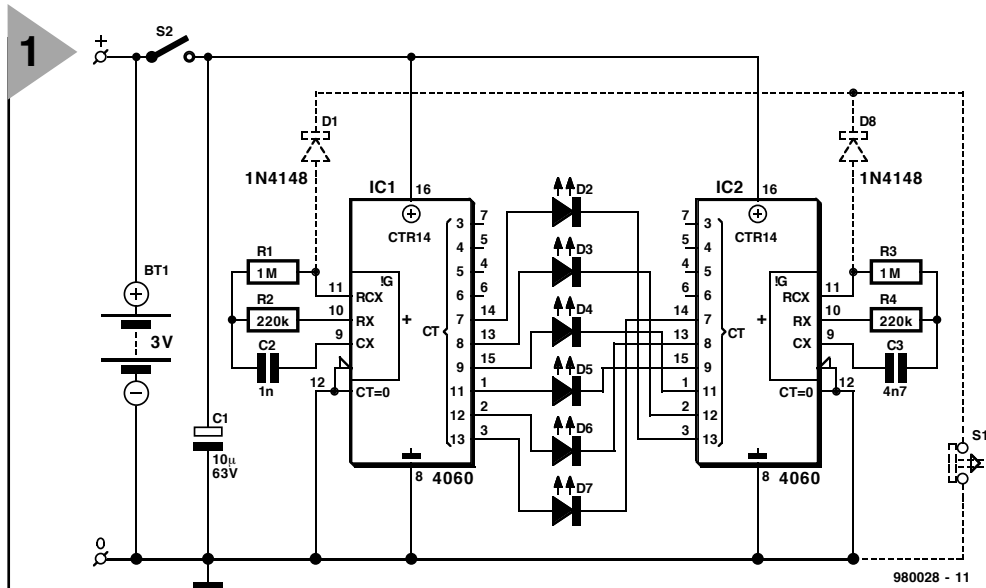 1
S2
+
D1
D8
1N4148
1N4148
IC1
16
IC2
16
D2
D3
D4
D5
D6
D7
CTR14
CTR14
BT1
3V
R1
1M
R2
220k
C2
1n
11
10
9
12
RCX
RX
CX
CT=0
!G
+
CT
3
4
5
6
7
8
9
11
12
13
7
5
4
6
14
13
15
1
2
3
7
5
4
6
14
13
15
1
2
3
3
4
5
6
7
8
9
11
12
13
CT
+
!G
RCX
RX
CX
CT=0
11
10
9
12
R3
1M
R4
220k
C3
4n7
C1
10µ
63V
8
4060
8
4060
S1
0
980028 - 11